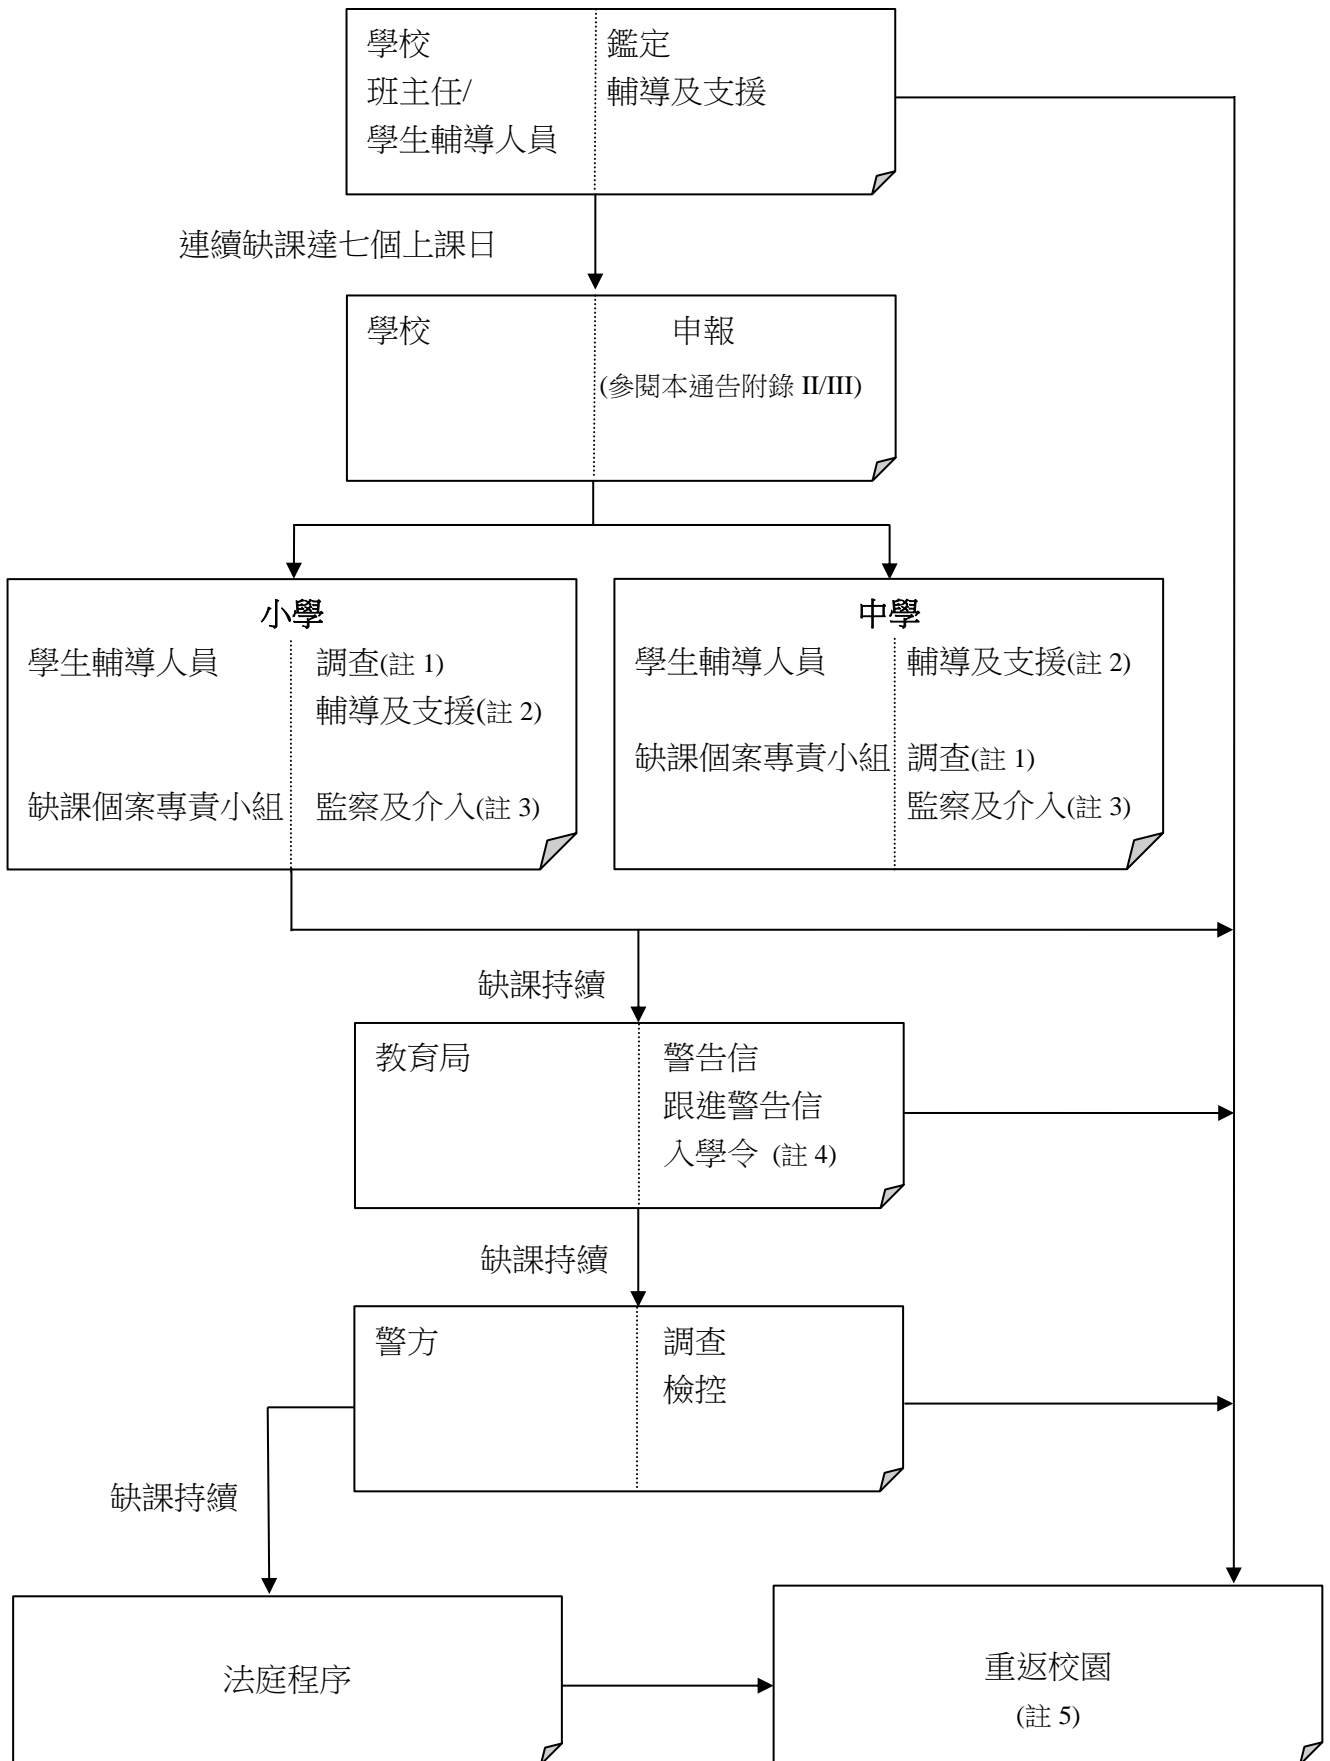 學校 鑑定
班主任/ 輔導及支援
學生輔導人員
連續缺課達七個上課日
學校 申報
(參閱本通告附錄 II/III)
小學
學生輔導人員 調查(註 1)
輔導及支援(註 2)
缺課個案專責小組 監察及介入(註 3)
中學
學生輔導人員 輔導及支援(註 2)
缺課個案專責小組 調查(註 1)
監察及介入(註 3)
缺課持續
教育局 警告信
跟進警告信
入學令 (註 4)
缺課持續
警方 調查
檢控
缺課持續
法庭程序
重返校園
(註 5)